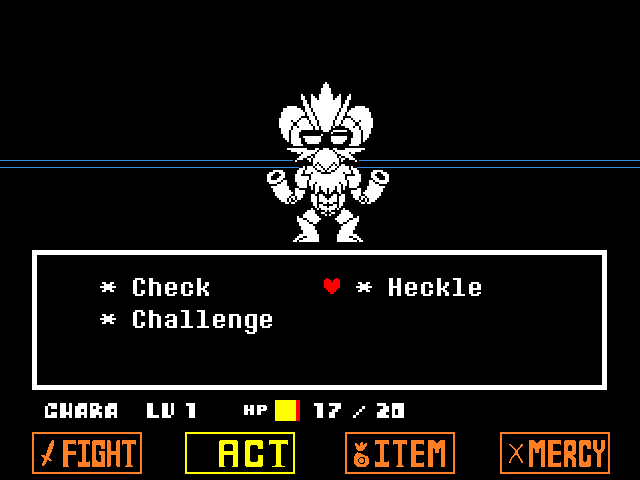 * Check * Heckle
* Challenge
CHARA LV 1 HP 17 / 20
FIGHT ACT ITEM MERCY